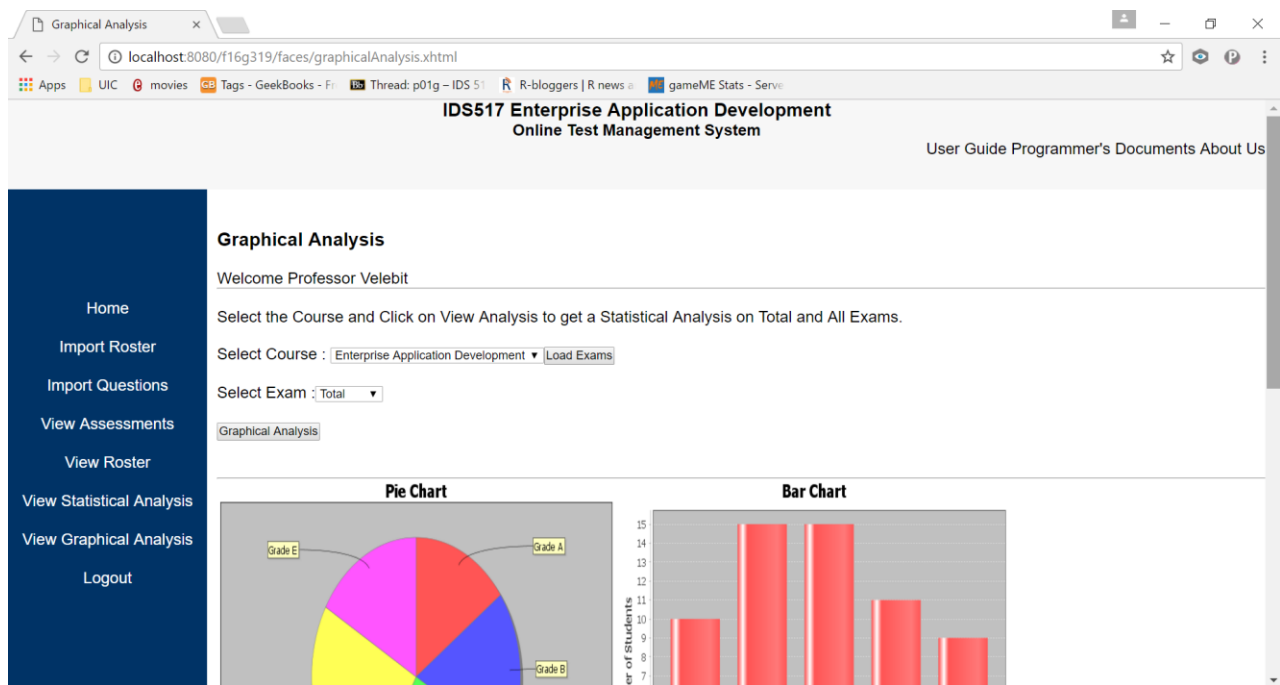 Graphical Analysis
localhost:8080/f16g319/faces/graphicalAnalysis.xhtml
Apps UIC movies Tags - GeekBooks - Fr Thread: p01g – IDS 51 R-bloggers | R news a gameME Stats - Serve
IDS517 Enterprise Application Development
Online Test Management System
User Guide Programmer's Documents About Us
Home
Import Roster
Import Questions
View Assessments
View Roster
View Statistical Analysis
View Graphical Analysis
Logout
Graphical Analysis
Welcome Professor Velebit
Select the Course and Click on View Analysis to get a Statistical Analysis on Total and All Exams.
Select Course : Enterprise Application Development Load Exams
Select Exam : Total
Graphical Analysis
Pie Chart
Grade E
Grade A
Grade B
Bar Chart
15
14
13
12
11
10
9
8
7
er of Students